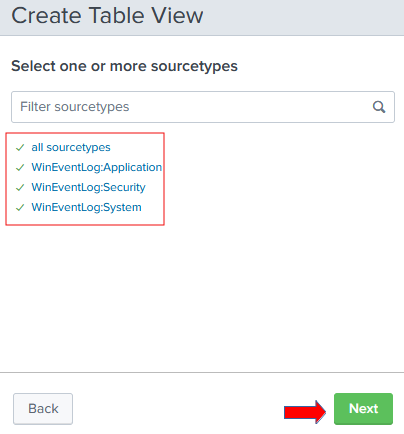 Create Table View
Select one or more sourcetypes
Filter sourcetypes
all sourcetypes
WinEventLog:Application
WinEventLog:Security
WinEventLog:System
Back
Next